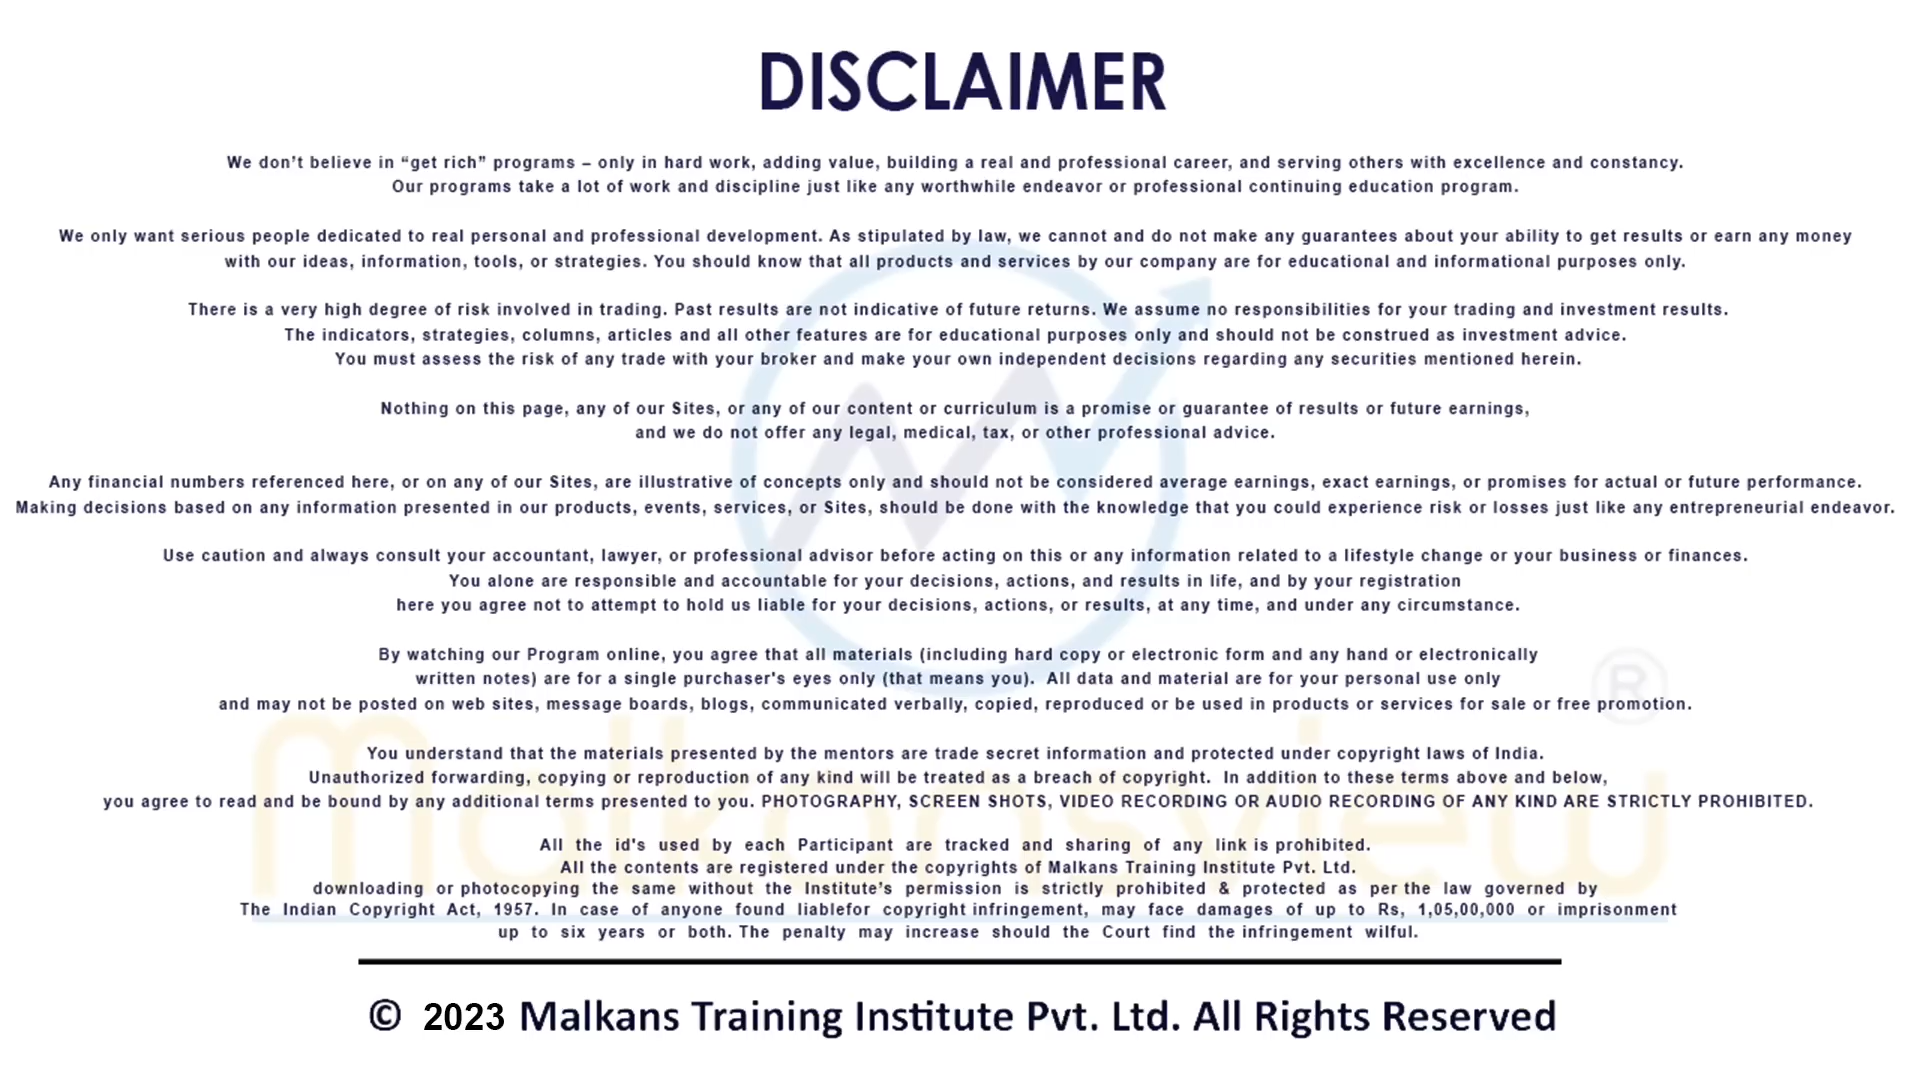 DISCLAIMER
We don’t believe in “get rich” programs – only in hard work, adding value, building a real and professional career, and serving others with excellence and constancy.
Our programs take a lot of work and discipline just like any worthwhile endeavor or professional continuing education program.
We only want serious people dedicated to real personal and professional development. As stipulated by law, we cannot and do not make any guarantees about your ability to get results or earn any money
with our ideas, information, tools, or strategies. You should know that all products and services by our company are for educational and informational purposes only.
There is a very high degree of risk involved in trading. Past results are not indicative of future returns. We assume no responsibilities for your trading and investment results.
The indicators, strategies, columns, articles and all other features are for educational purposes only and should not be construed as investment advice.
You must assess the risk of any trade with your broker and make your own independent decisions regarding any securities mentioned herein.
Nothing on this page, any of our Sites, or any of our content or curriculum is a promise or guarantee of results or future earnings,
and we do not offer any legal, medical, tax, or other professional advice.
Any financial numbers referenced here, or on any of our Sites, are illustrative of concepts only and should not be considered average earnings, exact earnings, or promises for actual or future performance.
Making decisions based on any information presented in our products, events, services, or Sites, should be done with the knowledge that you could experience risk or losses just like any entrepreneurial endeavor.
Use caution and always consult your accountant, lawyer, or professional advisor before acting on this or any information related to a lifestyle change or your business or finances.
You alone are responsible and accountable for your decisions, actions, and results in life, and by your registration
here you agree not to attempt to hold us liable for your decisions, actions, or results, at any time, and under any circumstance.
By watching our Program online, you agree that all materials (including hard copy or electronic form and any hand or electronically
written notes) are for a single purchaser's eyes only (that means you). All data and material are for your personal use only
and may not be posted on web sites, message boards, blogs, communicated verbally, copied, reproduced or be used in products or services for sale or free promotion.
You understand that the materials presented by the mentors are trade secret information and protected under copyright laws of India.
Unauthorized forwarding, copying or reproduction of any kind will be treated as a breach of copyright. In addition to these terms above and below,
you agree to read and be bound by any additional terms presented to you. PHOTOGRAPHY, SCREEN SHOTS, VIDEO RECORDING OR AUDIO RECORDING OF ANY KIND ARE STRICTLY PROHIBITED.
malkansview ®
All the id's used by each Participant are tracked and sharing of any link is prohibited.
All the contents are registered under the copyrights of Malkans Training Institute Pvt. Ltd.
downloading or photocopying the same without the Institute’s permission is strictly prohibited & protected as per the law governed by
The Indian Copyright Act, 1957. In case of anyone found liablefor copyright infringement, may face damages of up to Rs, 1,05,00,000 or imprisonment
up to six years or both. The penalty may increase should the Court find the infringement wilful.
© 2023 Malkans Training Institute Pvt. Ltd. All Rights Reserved